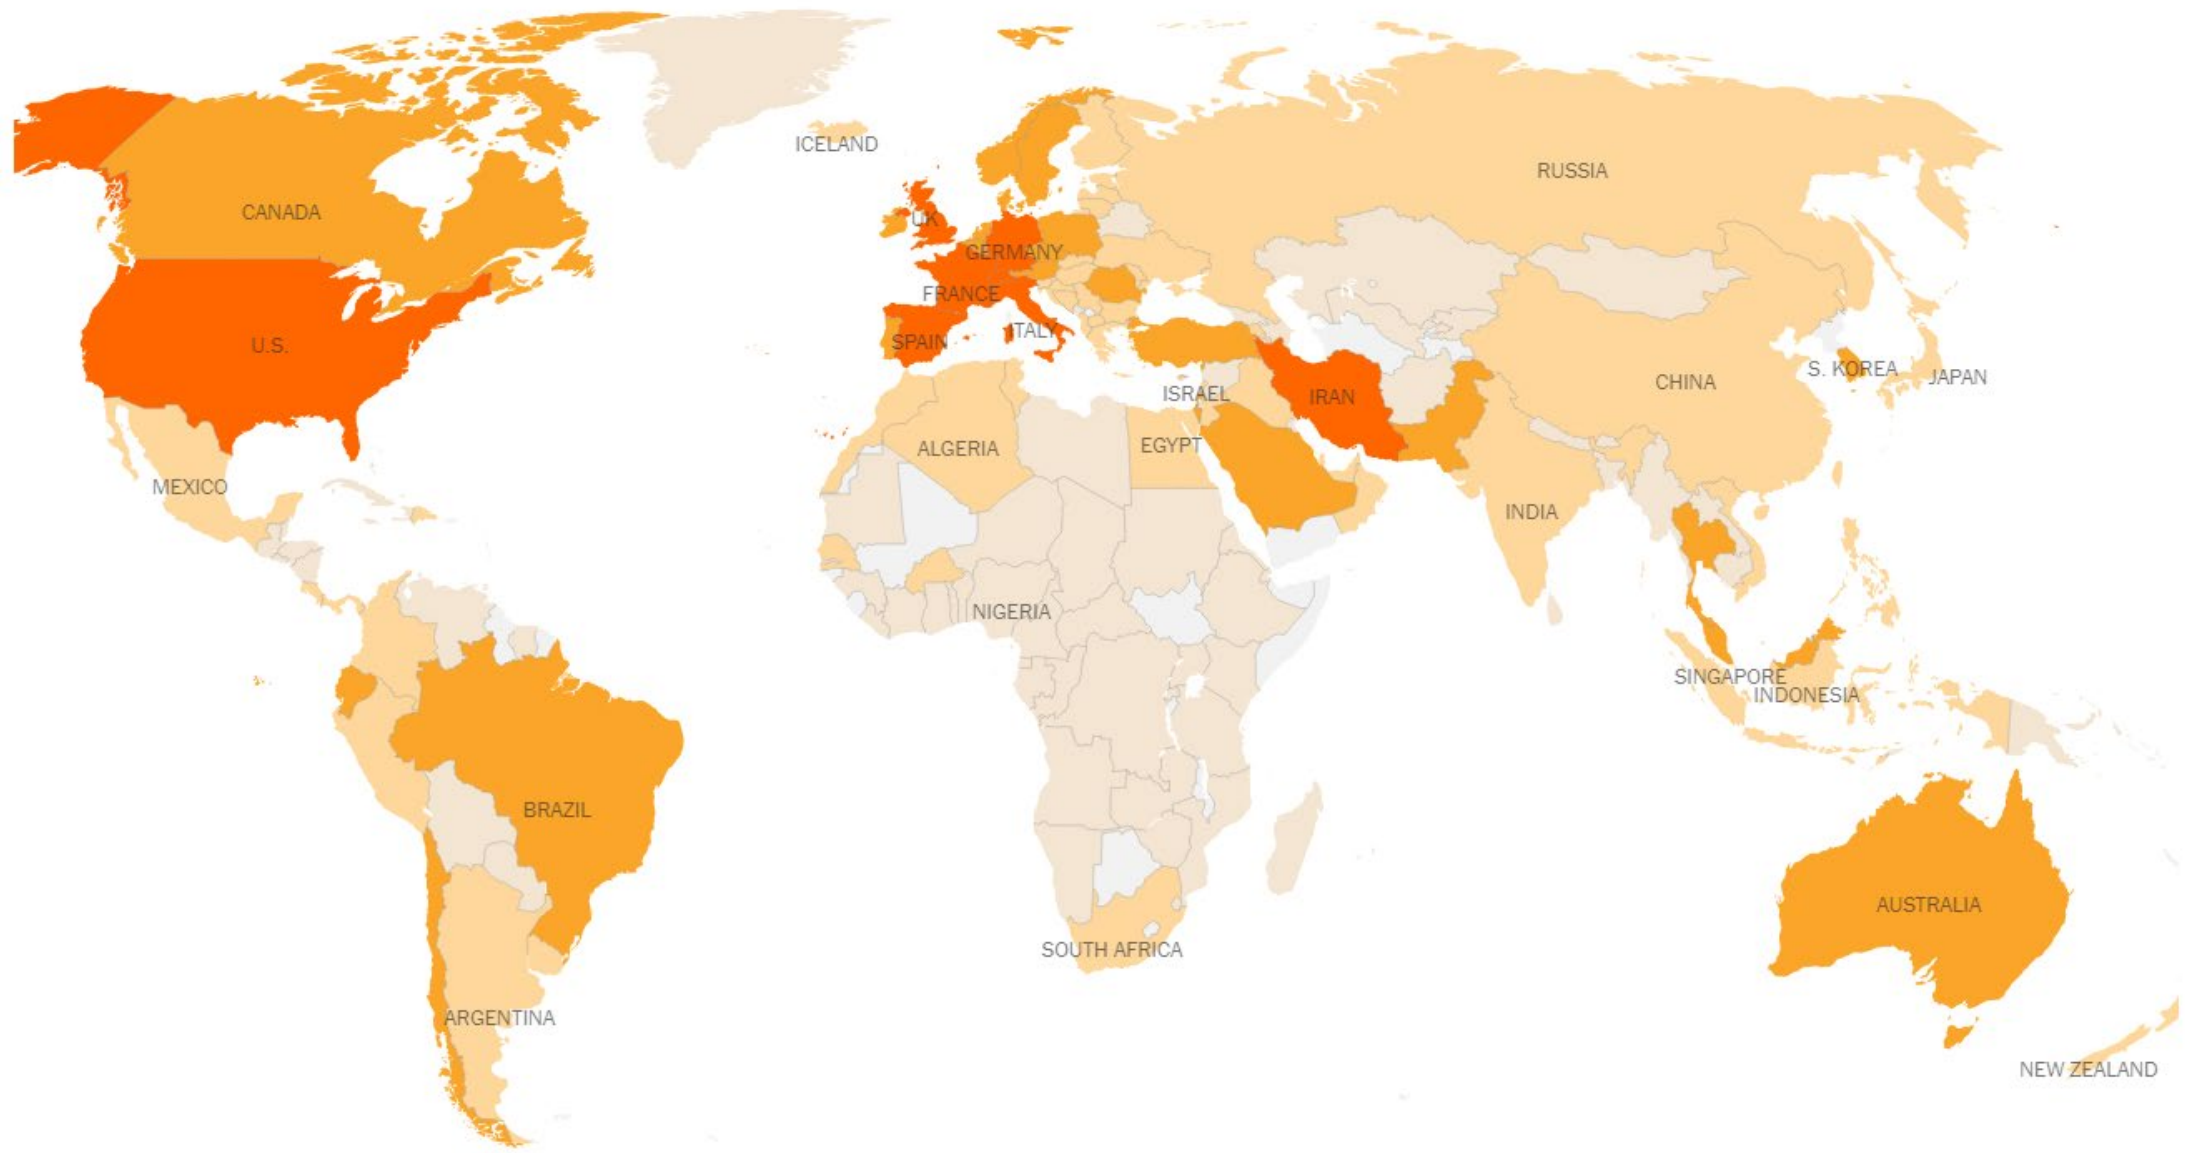 ICELAND
RUSSIA
CANADA
UK
GERMANY
FRANCE
ITALY
SPAIN
U.S.
S. KOREA
JAPAN
CHINA
ISRAEL
IRAN
ALGERIA
EGYPT
MEXICO
INDIA
NIGERIA
SINGAPORE
INDONESIA
BRAZIL
AUSTRALIA
SOUTH AFRICA
ARGENTINA
NEW ZEALAND